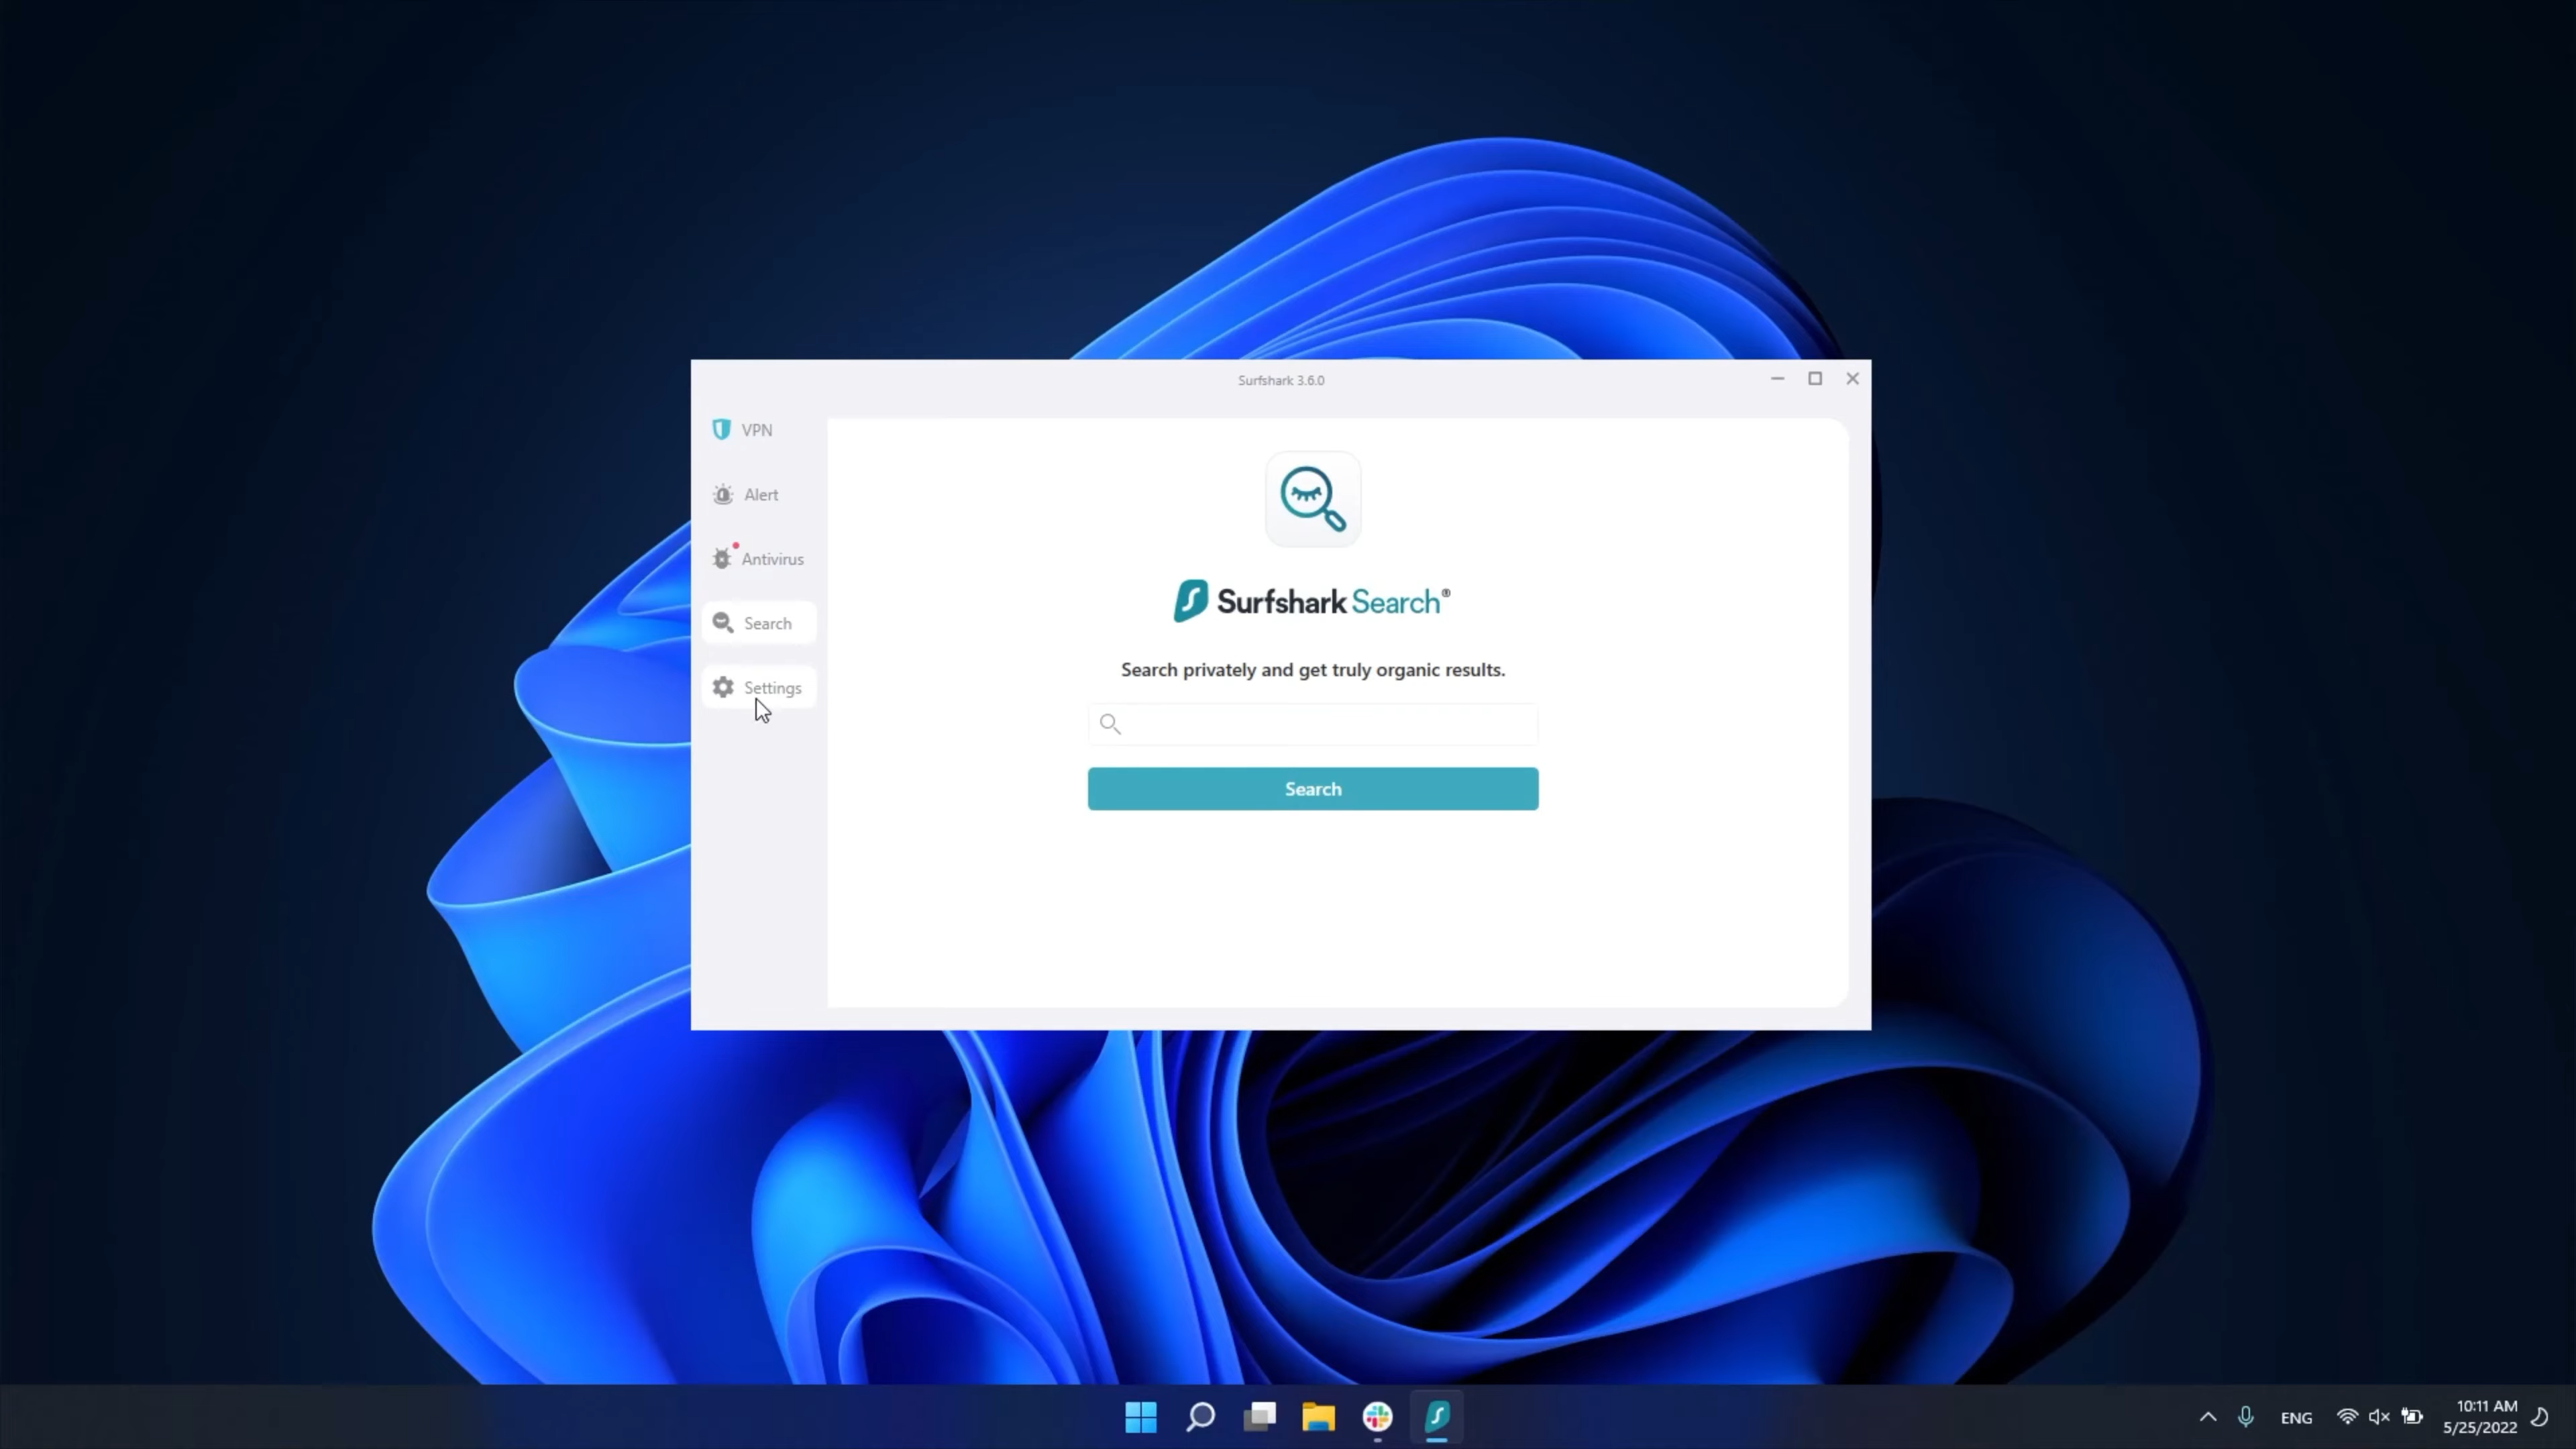 Surfshark 3.6.0
VPN
Alert
Antivirus
Search
Settings
Surfshark Search®
Search privately and get truly organic results.
Search
ENG
10:11 AM
5/25/2022